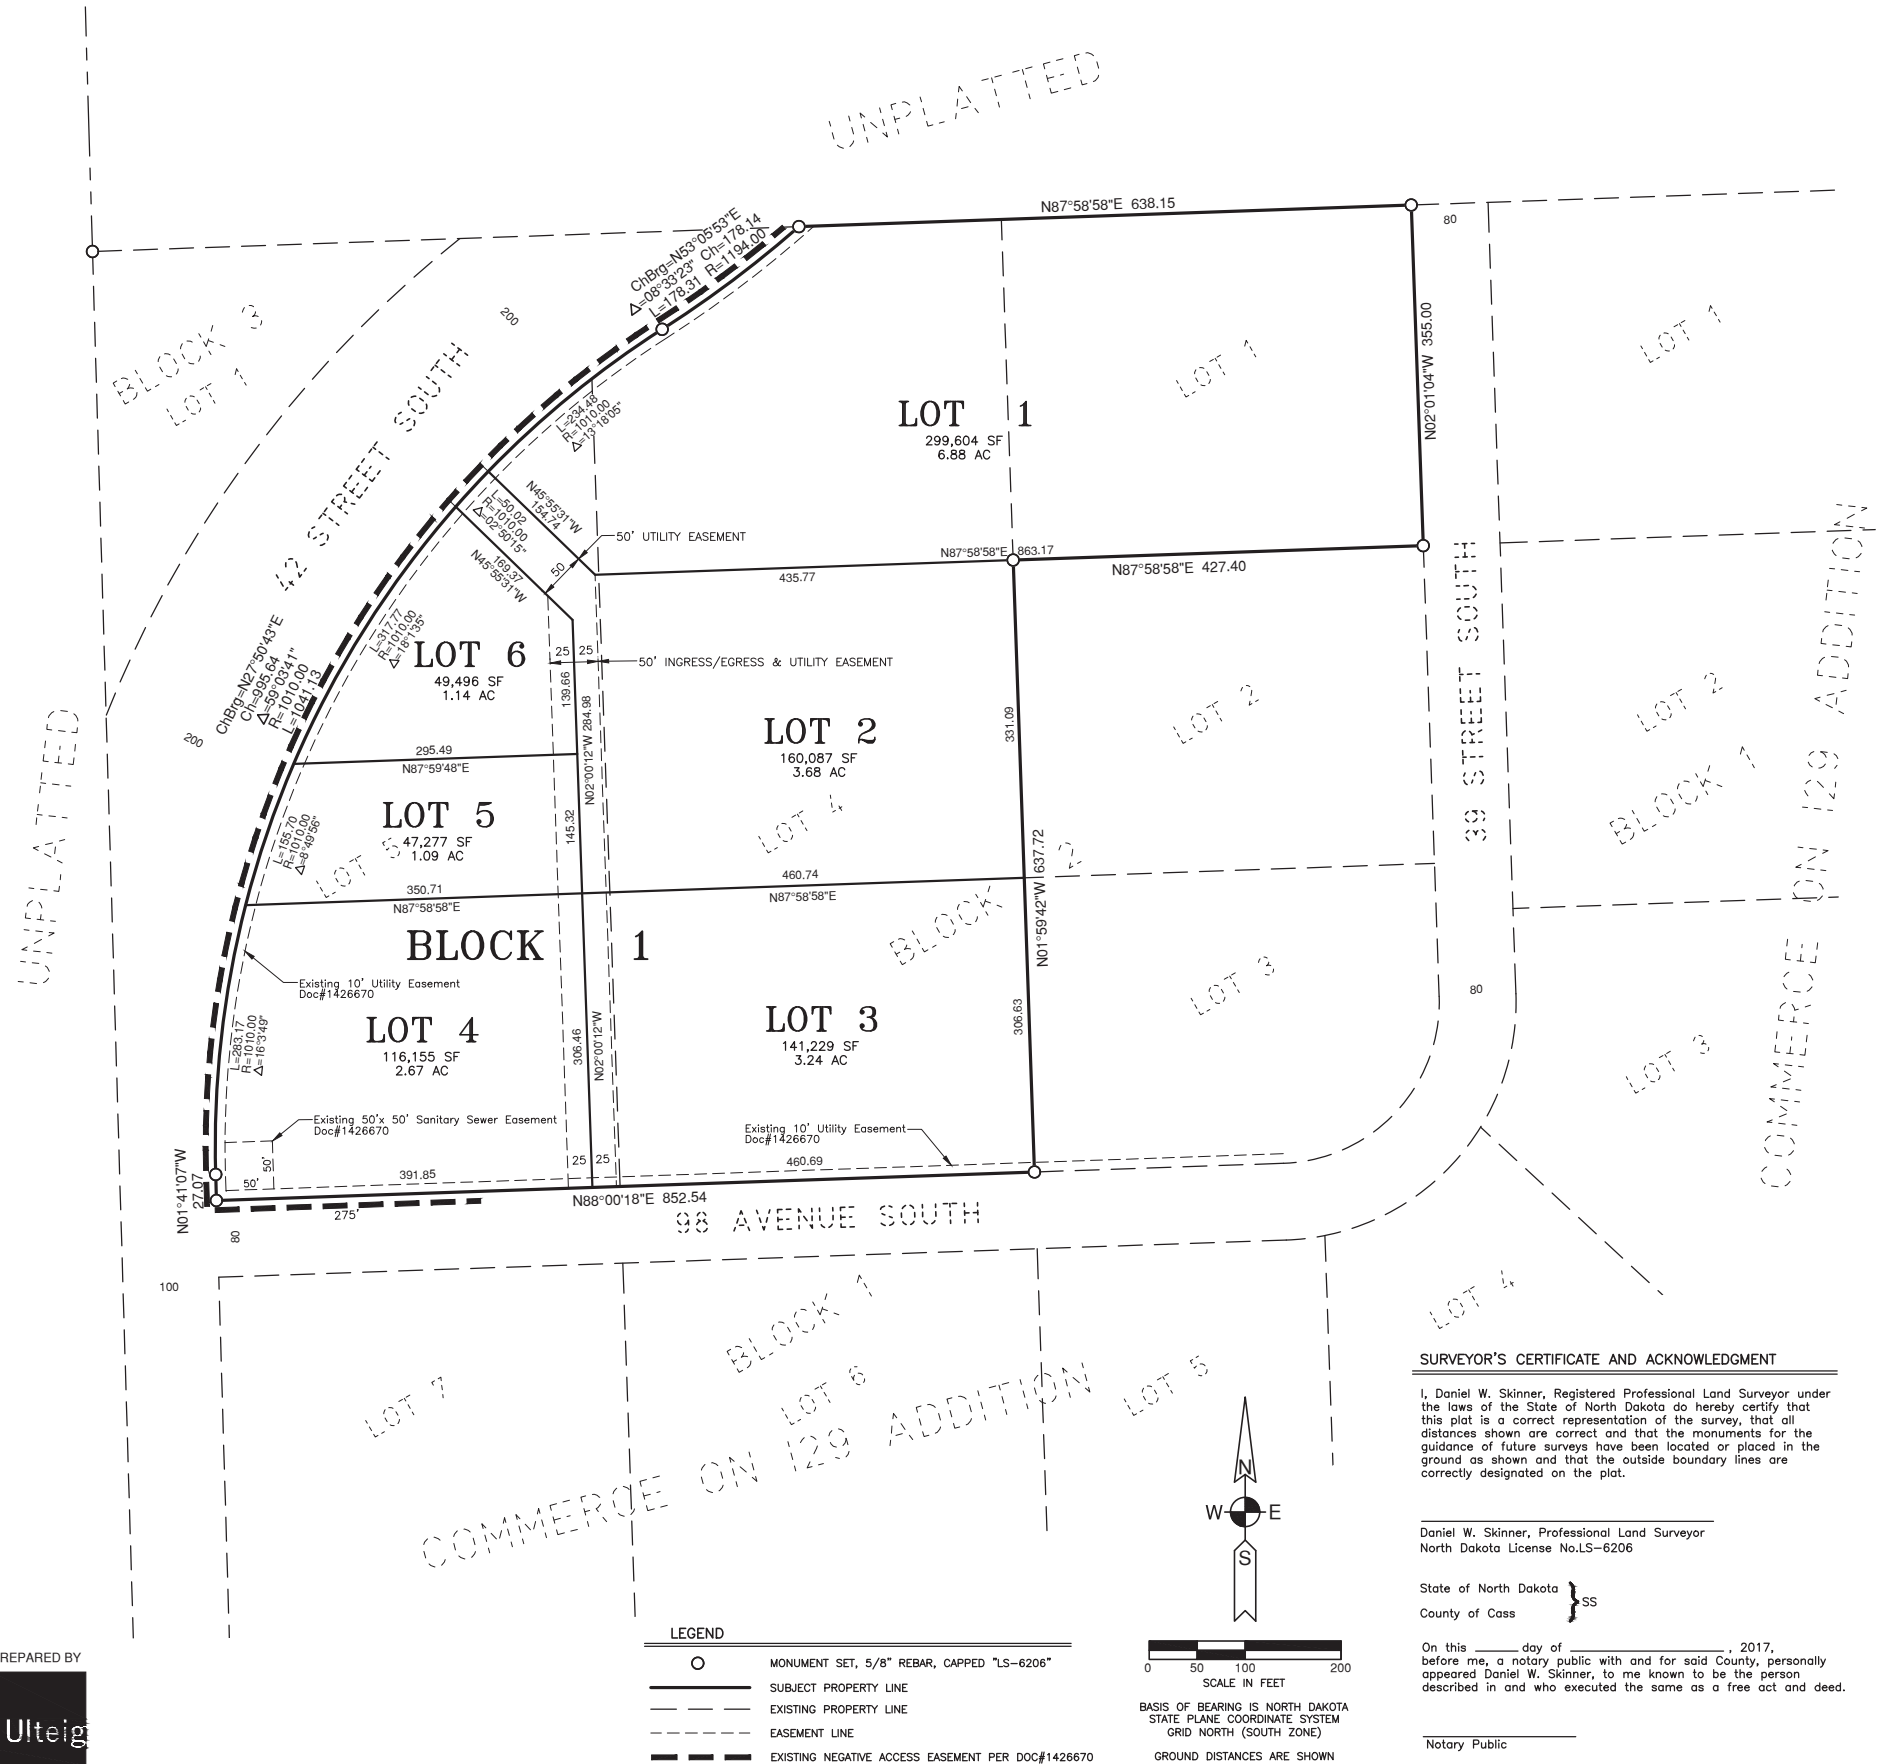 UNPLATTED
N87°58'58"E 638.15
80
ChBrg=N53°05'53"E
Δ=08°33'23" Ch=178.14
L=178.31 R=1194.00
200
BLOCK 3
LOT 1
42 STREET SOUTH
LOT 1
299,604 SF
6.88 AC
LOT 1
LOT 1
N02°01'04"W 355.00
L=234.48
R=1010.00
Δ=13°18'05"
N45°55'31"W
154.74
L=50.02
R=1010.00
Δ=02°50'15"
169.37
N45°55'31"W
50
50' UTILITY EASEMENT
N87°58'58"E 863.17
435.77
N87°58'58"E 427.40
ChBrg=N27°50'43"E
Ch=995.64
Δ=59°03'41"
R=1010.00
L=1041.13
200
L=317.77
R=1010.00
Δ=18°1'35"
LOT 6
49,496 SF
1.14 AC
25 25
50' INGRESS/EGRESS & UTILITY EASEMENT
139.66
N02°00'12"W 284.98
331.09
LOT 2
160,087 SF
3.68 AC
LOT 2
LOT 2
BLOCK 1
39 STREET SOUTH
COMMERCE ON I29 ADDITION
UNPLATTED
295.49
N87°59'48"E
LOT 5
47,277 SF
1.09 AC
LOT 5
LOT 4
145.32
L=155.70
R=1010.00
Δ=8°49'56"
350.71
N87°58'58"E
460.74
N87°58'58"E
BLOCK 2
N01°59'42"W 637.72
BLOCK 1
Existing 10' Utility Easement
Doc#1426670
LOT 3
80
LOT 3
L=283.17
R=1010.00
Δ=16°3'49"
LOT 4
116,155 SF
2.67 AC
306.46
N02°00'12"W
LOT 3
141,229 SF
3.24 AC
306.63
Existing 50'x 50' Sanitary Sewer Easement
Doc#1426670
Existing 10' Utility Easement
Doc#1426670
50'
50'
25 25
460.69
391.85
N01°41'07"W
27.07
N88°00'18"E 852.54
275'
98 AVENUE SOUTH
80
100
BLOCK 1
LOT 4
LOT 7
LOT 6
LOT 5
COMMERCE ON I29 ADDITION
SURVEYOR'S CERTIFICATE AND ACKNOWLEDGMENT
I, Daniel W. Skinner, Registered Professional Land Surveyor under
the laws of the State of North Dakota do hereby certify that
this plat is a correct representation of the survey, that all
distances shown are correct and that the monuments for the
guidance of future surveys have been located or placed in the
ground as shown and that the outside boundary lines are
correctly designated on the plat.
Daniel W. Skinner, Professional Land Surveyor
North Dakota License No.LS-6206
State of North Dakota
SS
County of Cass
On this _____ day of _______________, 2017,
before me, a notary public with and for said County, personally
appeared Daniel W. Skinner, to me known to be the person
described in and who executed the same as a free act and deed.
Notary Public
N
W E
S
0 50 100 200
SCALE IN FEET
BASIS OF BEARING IS NORTH DAKOTA
STATE PLANE COORDINATE SYSTEM
GRID NORTH (SOUTH ZONE)
GROUND DISTANCES ARE SHOWN
LEGEND
MONUMENT SET, 5/8" REBAR, CAPPED "LS-6206"
SUBJECT PROPERTY LINE
EXISTING PROPERTY LINE
EASEMENT LINE
EXISTING NEGATIVE ACCESS EASEMENT PER DOC#1426670
REPARED BY
Ulteig